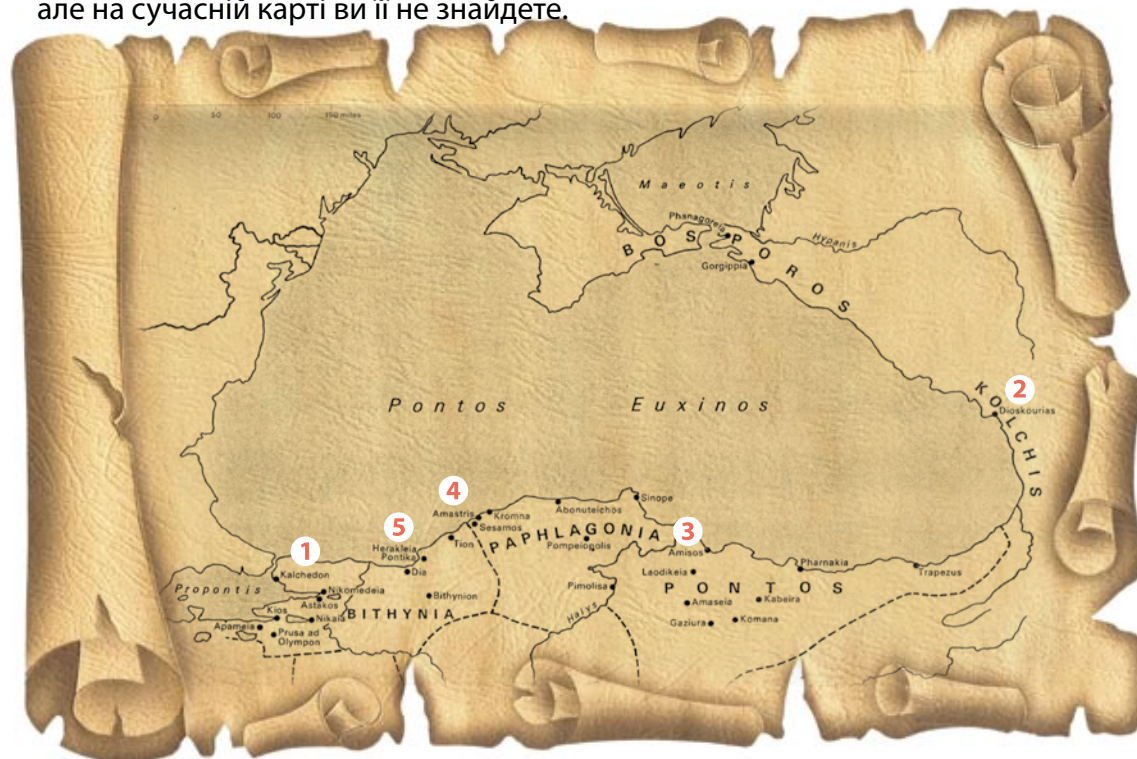 але на сучасній карті ви її не знайдете.
0 50 100 150 miles
Maeotis
Phanagoreia
BOSPOROS
Hypanis
Gorgippia
Pontos Euxinos
KOLCHIS
2
Dioskourias
4
Amastris
Kromna
Sesamos
Abonuteichos
Sinope
5
Herakleia
Pontika
Tion
PAPHLAGONIA
Pompeiopolis
3
Amisos
1
Kalchedon
Dia
Pharnakia
Trapezus
Laodikeia
Propontis
Nikomedeia
Astakos
Bithynion
Pimolisa
PONTOS
Amaseia
Kabeira
Kios
Nikaia
BITHYNIA
Halys
Gaziura
Komana
Apameia
Prusa ad
Olympon